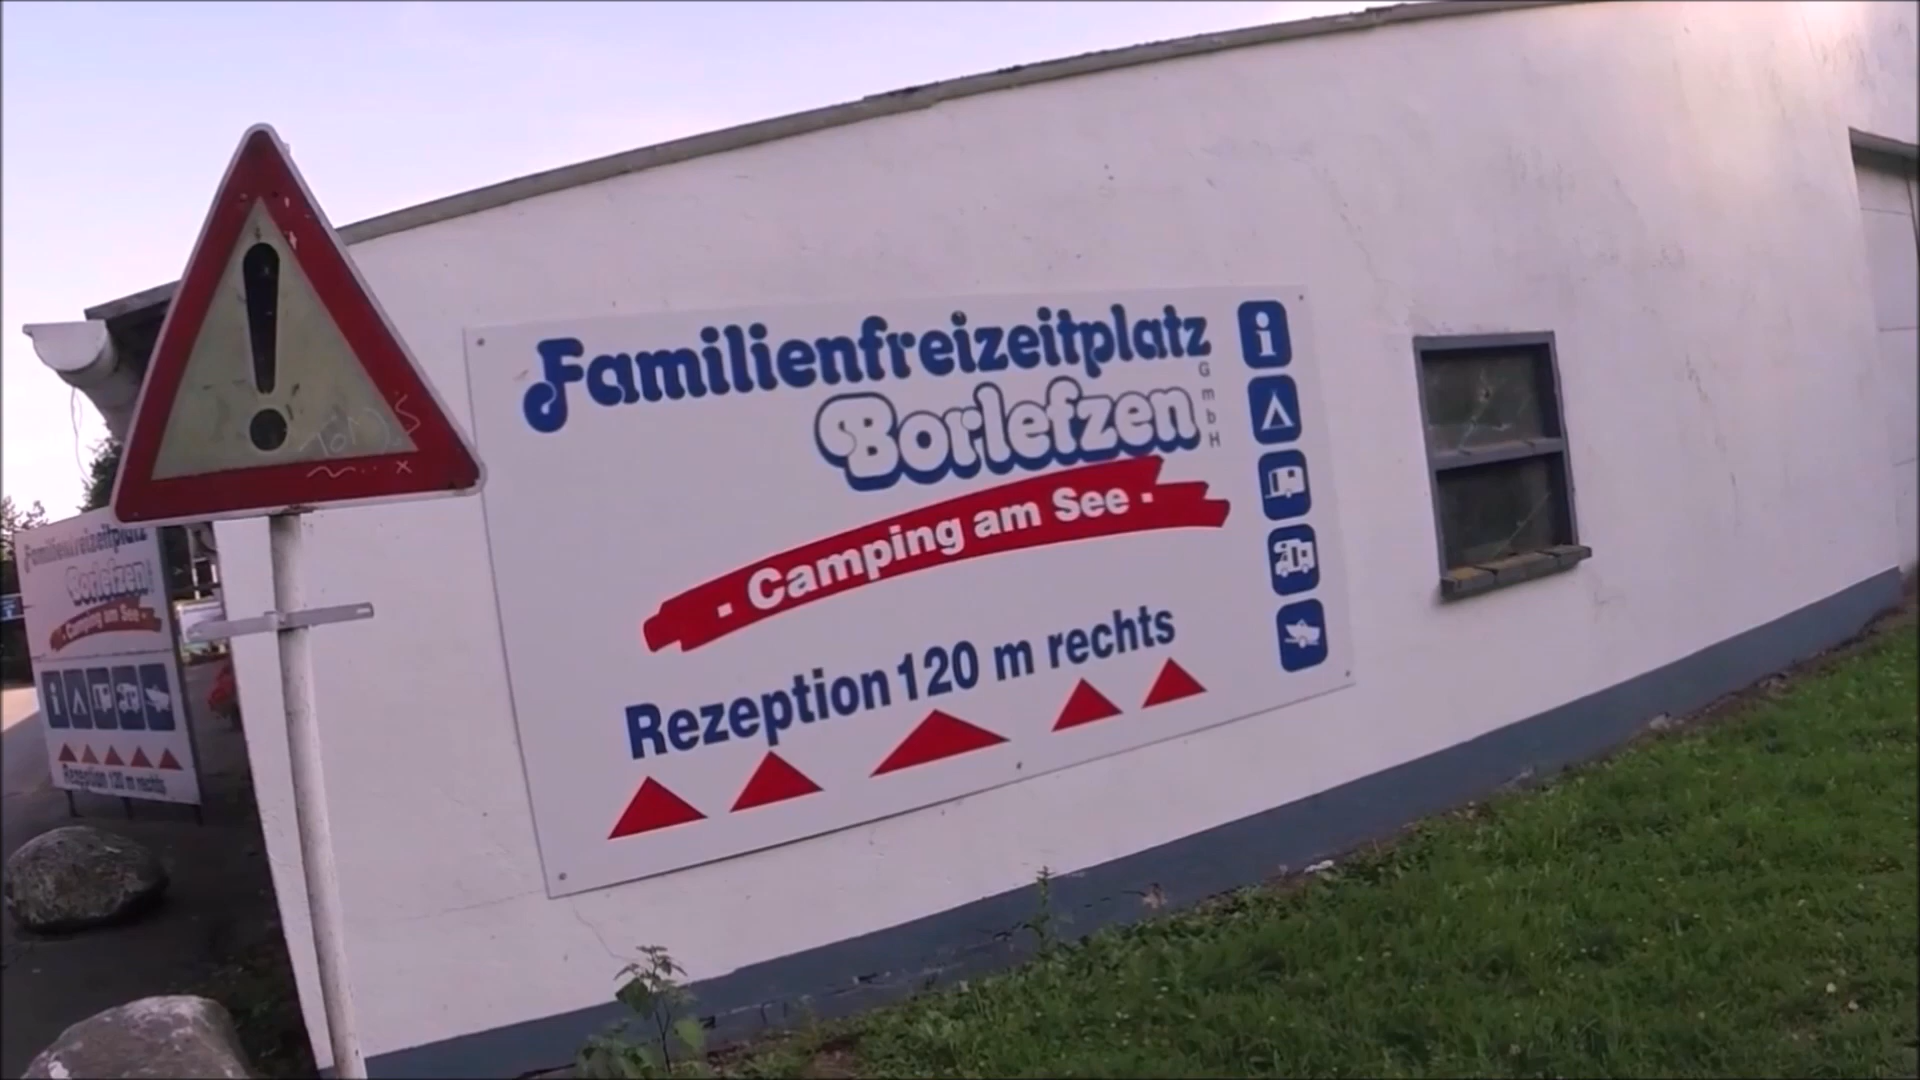 Familienfreizeitplatz
Borlefzen
GmbH
- Camping am See -
Rezeption 120 m rechts
Familienfreizeitplatz
Borlefzen
- Camping am See -
Rezeption 120 m rechts